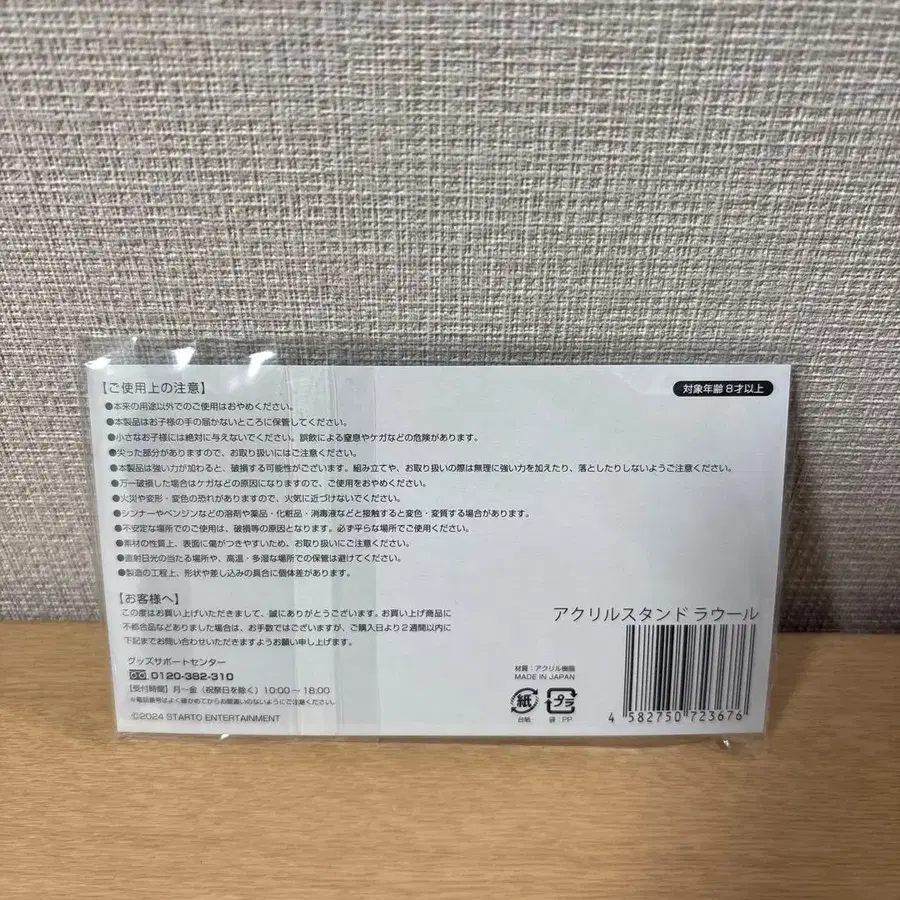 【ご使用上の注意】
対象年齢 8才以上
●本来の用途以外でのご使用はおやめください。
●本製品はお子様の手の届かないところに保管してください。
●小さなお子様には絶対に与えないでください。誤飲による窒息やケガなどの危険があります。
●尖った部分がありますので、お取り扱いにはご注意ください。
●本製品は強い力が加わると、破損する可能性がございます。組み立てや、お取り扱いの際は無理に強い力を加えたり、落としたりしないようご注意ください。
●万一破損した場合はケガなどの原因になりますので、ご使用をおやめください。
●火災や変形・変色の恐れがありますので、火気に近づけないでください。
●シンナーやベンジンなどの溶剤や薬品・化粧品・消毒液などと接触すると変色・変質する場合があります。
●不安定な場所でのご使用は、破損等の原因となります。必ず平らな場所でご使用ください。
●素材の性質上、表面に傷がつきやすいため、お取り扱いにご注意ください。
●直射日光の当たる場所や、高温・多湿な場所での保管は避けてください。
●製造の工程上、形状や差し込みの具合に個体差があります。
【お客様へ】
この度はお買い上げいただきまして、誠にありがとうございます。お買い上げ商品に
不都合品などありました場合は、お手数ではございますが、ご購入日より2週間以内に
下記までお問い合わせいただきますようお願い申し上げます。
グッズサポートセンター
0120-382-310
[受付時間] 月～金（祝祭日を除く）10:00～18:00
※電話番号はよく確かめてからお間違いのないようにご連絡ください。
©2024 STARTO ENTERTAINMENT
アクリルスタンド ラウール
材質：アクリル樹脂
MADE IN JAPAN
紙 プラ
台紙 袋：PP
4 582750 723676